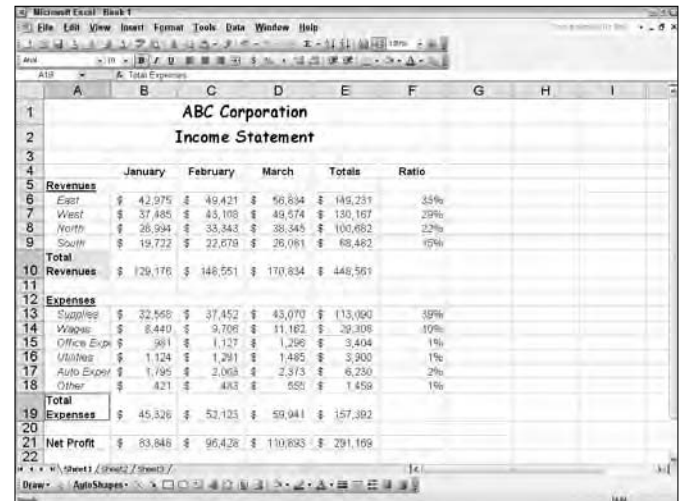 Microsoft Excel - Book1
File Edit View Insert Format Tools Data Window Help
Arial 10 B I U
A19 Total Expenses
A B C D E F G H I
1 ABC Corporation
2 Income Statement
3
4 January February March Totals Ratio
5 Revenues
6 East $ 42,975 $ 49,421 $ 56,834 $ 149,231 33%
7 West $ 37,485 $ 43,108 $ 49,574 $ 130,167 29%
8 North $ 28,994 $ 33,343 $ 38,345 $ 100,682 22%
9 South $ 19,722 $ 22,679 $ 26,081 $ 68,482 15%
Total
10 Revenues $ 129,176 $ 148,551 $ 170,834 $ 448,561
11
12 Expenses
13 Supplies $ 32,568 $ 37,452 $ 43,070 $ 113,090 39%
14 Wages $ 8,440 $ 9,706 $ 11,162 $ 29,308 10%
15 Office Exp $ 981 $ 1,127 $ 1,296 $ 3,404 1%
16 Utilities $ 1,124 $ 1,291 $ 1,485 $ 3,900 1%
17 Auto Exper $ 1,795 $ 2,063 $ 2,373 $ 6,230 2%
18 Other $ 421 $ 483 $ 555 $ 1,459 1%
Total
19 Expenses $ 45,328 $ 52,123 $ 59,941 $ 157,392
20
21 Net Profit $ 83,848 $ 96,428 $ 110,893 $ 291,169
22
Sheet1 / Sheet2 / Sheet3 /
Draw AutoShapes